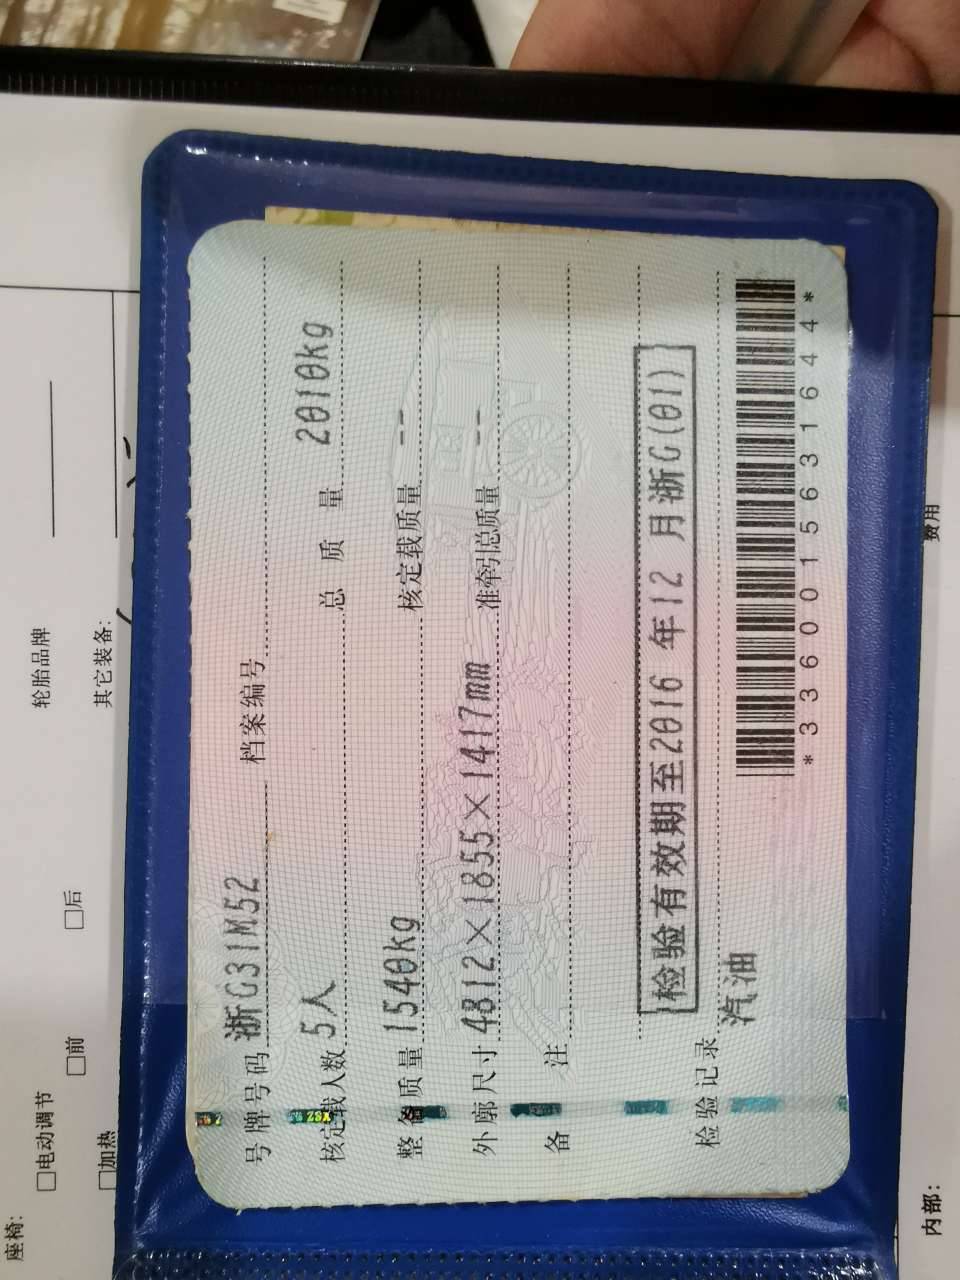 号牌号码 浙G31M52 档案编号
核定载人数 5人 总质量 2010kg
整备质量 1540kg 核定载质量 --
外廓尺寸 4812×1855×1417mm 准牵引总质量 --
备注
检验有效期至2016年12月浙G(01)
检验记录
汽油
*3360015631644*
轮胎品牌
其它装备:
座椅:
□电动调节
□加热 □前 □后
内部:
费用